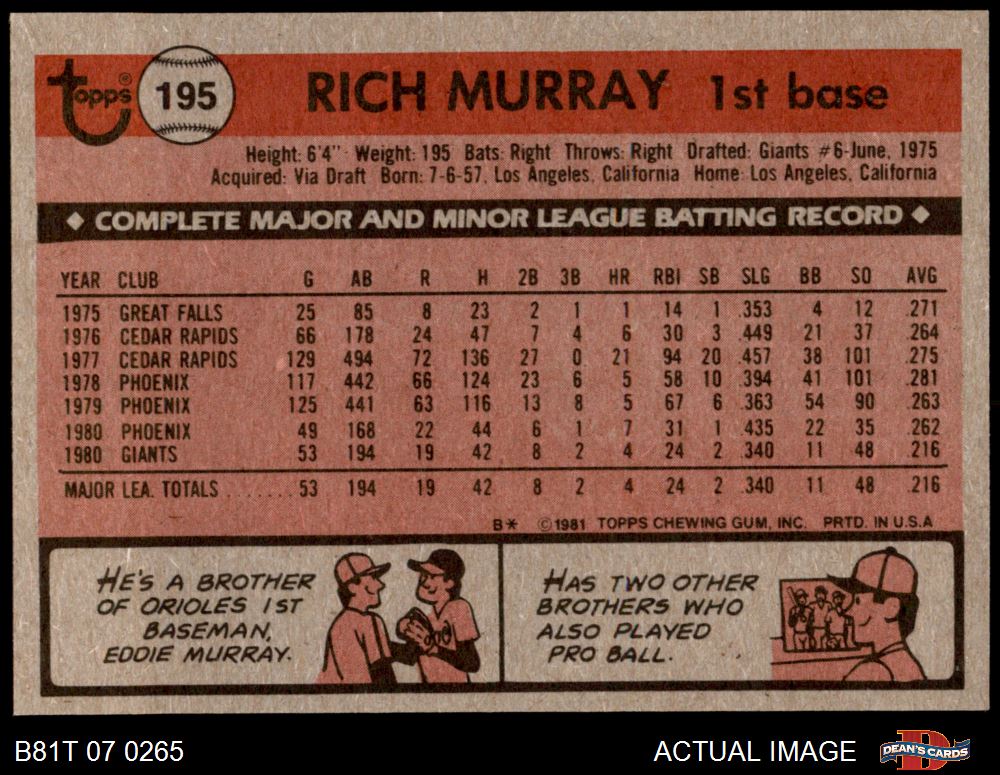 Topps® 195 RICH MURRAY 1st base
Height: 6'4" Weight: 195 Bats: Right Throws: Right Drafted: Giants #6-June, 1975
Acquired: Via Draft Born: 7-6-57, Los Angeles, California Home: Los Angeles, California
◆ COMPLETE MAJOR AND MINOR LEAGUE BATTING RECORD ◆
YEAR CLUB G AB R H 2B 3B HR RBI SB SLG BB SO AVG
1975 GREAT FALLS 25 85 8 23 2 1 1 14 1 .353 4 12 .271
1976 CEDAR RAPIDS 66 178 24 47 7 4 6 30 3 .449 21 37 .264
1977 CEDAR RAPIDS 129 494 72 136 27 0 21 94 20 .457 38 101 .275
1978 PHOENIX 117 442 66 124 23 6 5 58 10 .394 41 101 .281
1979 PHOENIX 125 441 63 116 13 8 5 67 6 .363 54 90 .263
1980 PHOENIX 49 168 22 44 6 1 7 31 1 .435 22 35 .262
1980 GIANTS 53 194 19 42 8 2 4 24 2 .340 11 48 .216
MAJOR LEA. TOTALS ....... 53 194 19 42 8 2 4 24 2 .340 11 48 .216
B* ©1981 TOPPS CHEWING GUM, INC. PRTD. IN U.S.A
HE'S A BROTHER
OF ORIOLES 1ST
BASEMAN,
EDDIE MURRAY.
HAS TWO OTHER
BROTHERS WHO
ALSO PLAYED
PRO BALL.
B81T 07 0265 ACTUAL IMAGE DEAN'S CARDS